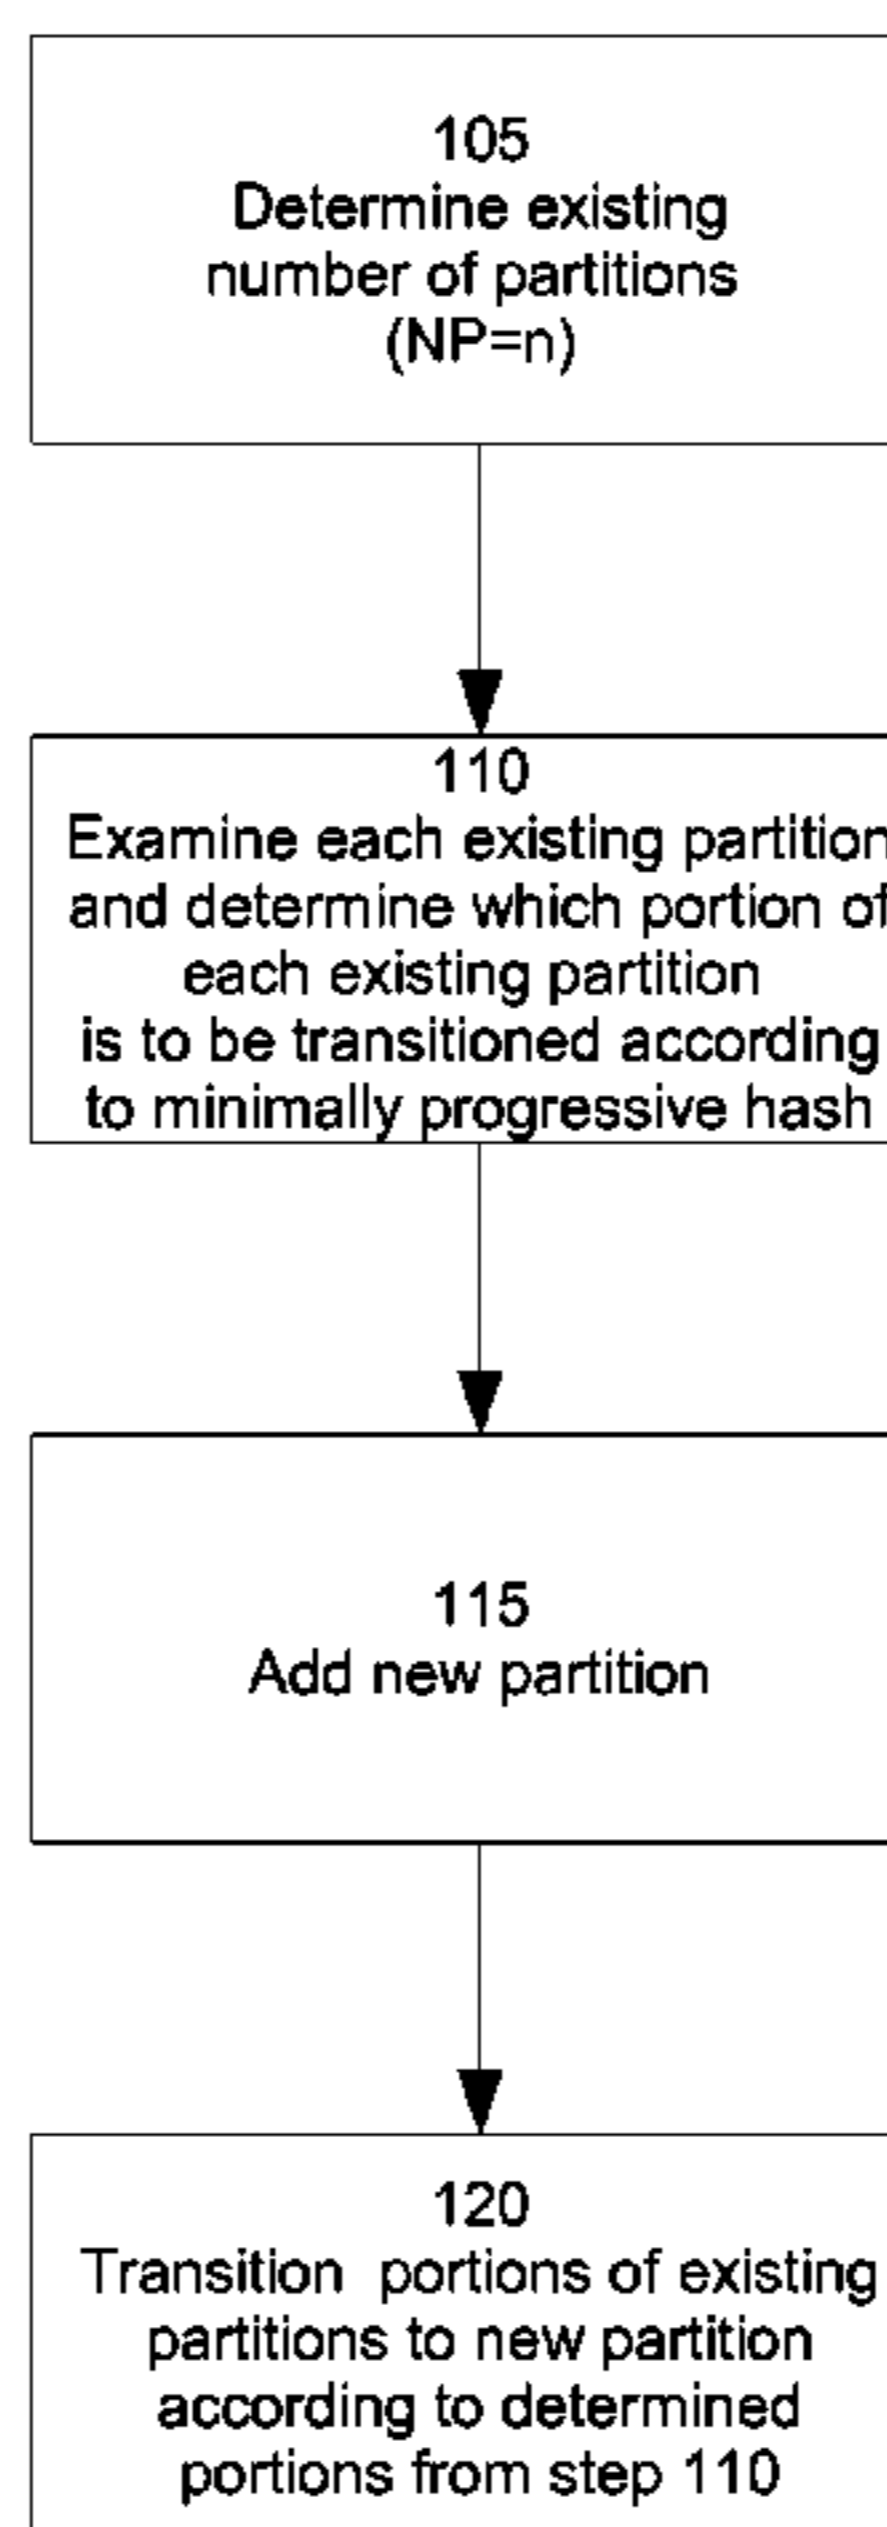 105
Determine existing
number of partitions
(NP=n)
110
Examine each existing partition
and determine which portion of
each existing partition
is to be transitioned according
to minimally progressive hash
115
Add new partition
120
Transition portions of existing
partitions to new partition
according to determined
portions from step 110